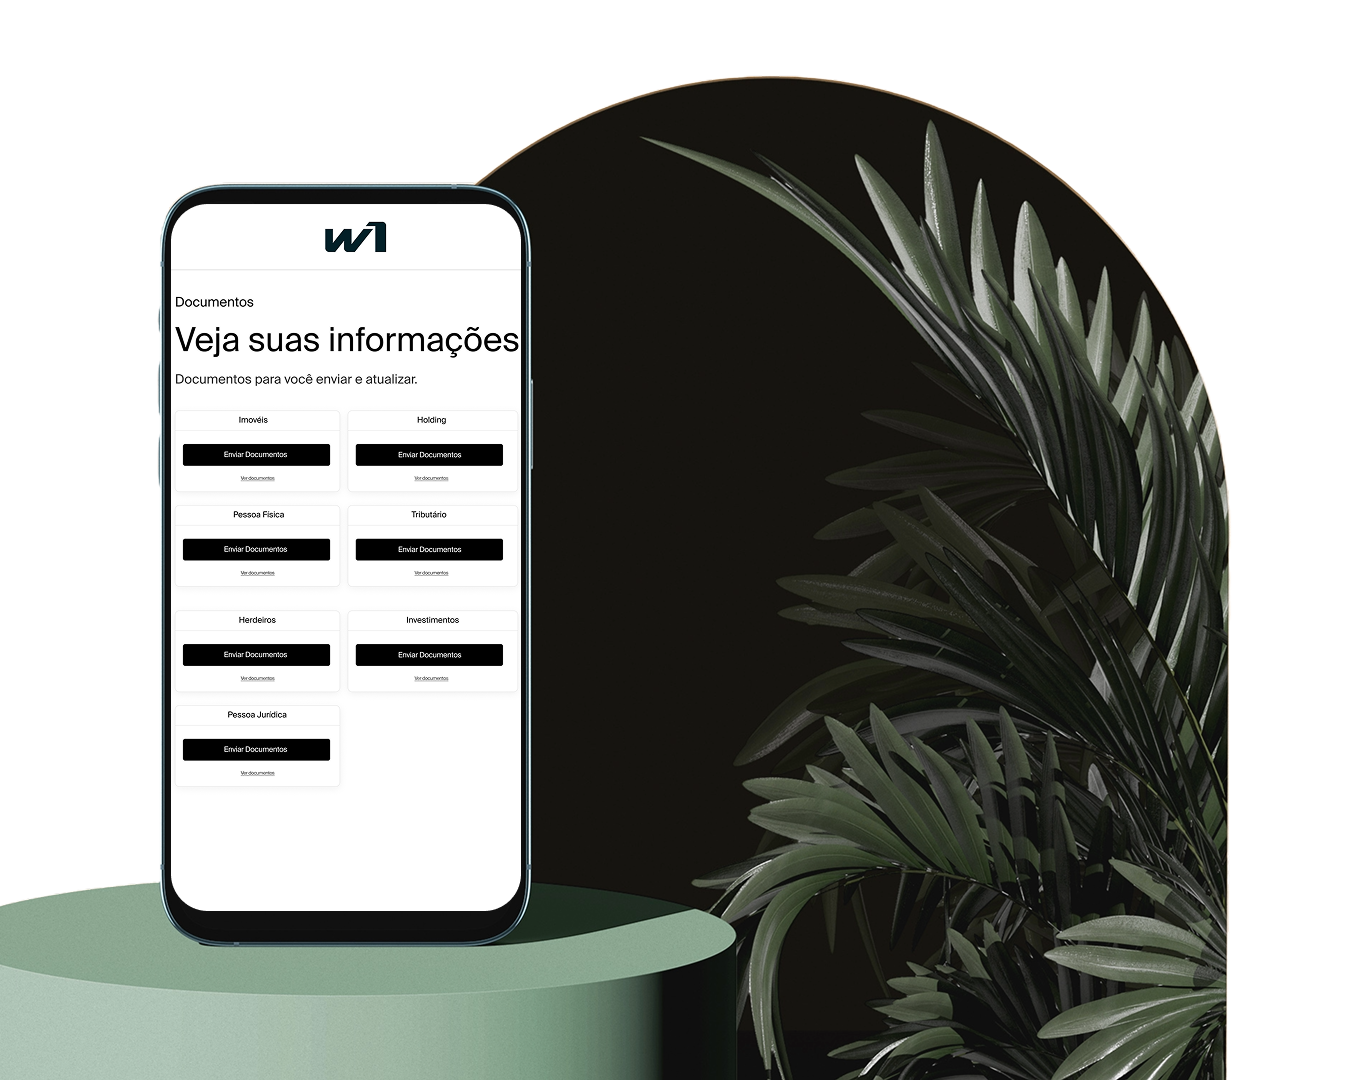 w1
Documentos
Veja suas informações
Documentos para você enviar e atualizar.
Imovéis
Holding
Enviar Documentos
Enviar Documentos
Ver documentos
Ver documentos
Pessoa Física
Tributário
Enviar Documentos
Enviar Documentos
Ver documentos
Ver documentos
Herdeiros
Investimentos
Enviar Documentos
Enviar Documentos
Ver documentos
Ver documentos
Pessoa Jurídica
Enviar Documentos
Ver documentos